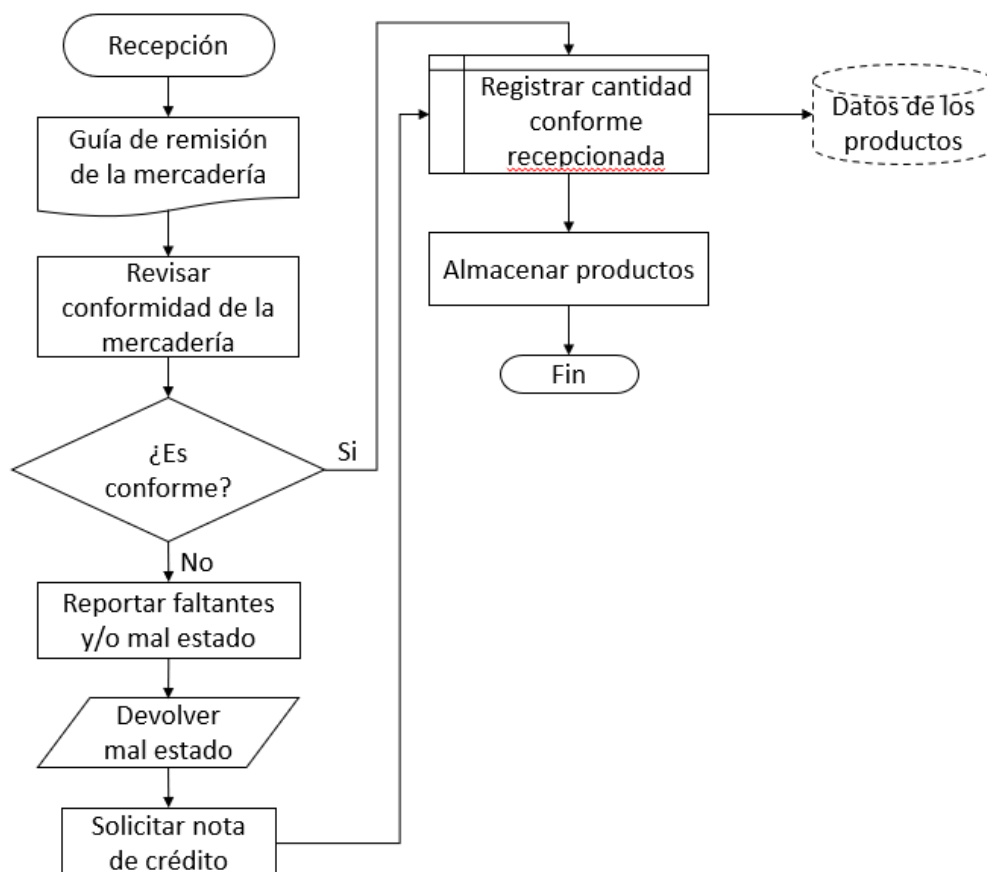 Recepción
Guía de remisión
de la mercadería
Revisar
conformidad de la
mercadería
¿Es
conforme?
Si
No
Reportar faltantes
y/o mal estado
Devolver
mal estado
Solicitar nota
de crédito
Registrar cantidad
conforme
recepcionada
Datos de los
productos
Almacenar productos
Fin